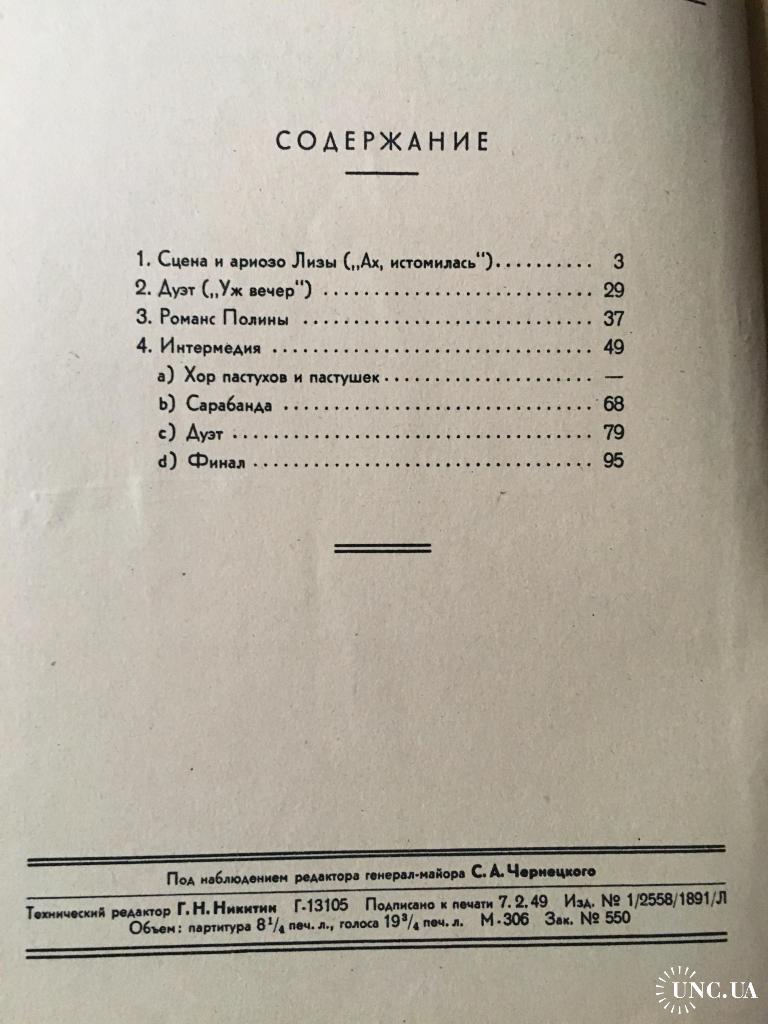 СОДЕРЖАНИЕ
1. Сцена и ариозо Лизы („Ах, истомилась“).......... 3
2. Дуэт („Уж вечер“) .......................... 29
3. Романс Полины ............................ 37
4. Интермедия ............................... 49
a) Хор пастухов и пастушек..................... —
b) Сарабанда .............................. 68
c) Дуэт ................................... 79
d) Финал ................................. 95
Под наблюдением редактора генерал-майора С. А. Чернецкого
Технический редактор Г. Н. Никитин Г-13105 Подписано к печати 7. 2. 49 Изд. № 1/2558/1891/Л
Объем: партитура 8 1/4 печ. л., голоса 19 3/4 печ. л. М-306 Зак. № 550
UNC.UA